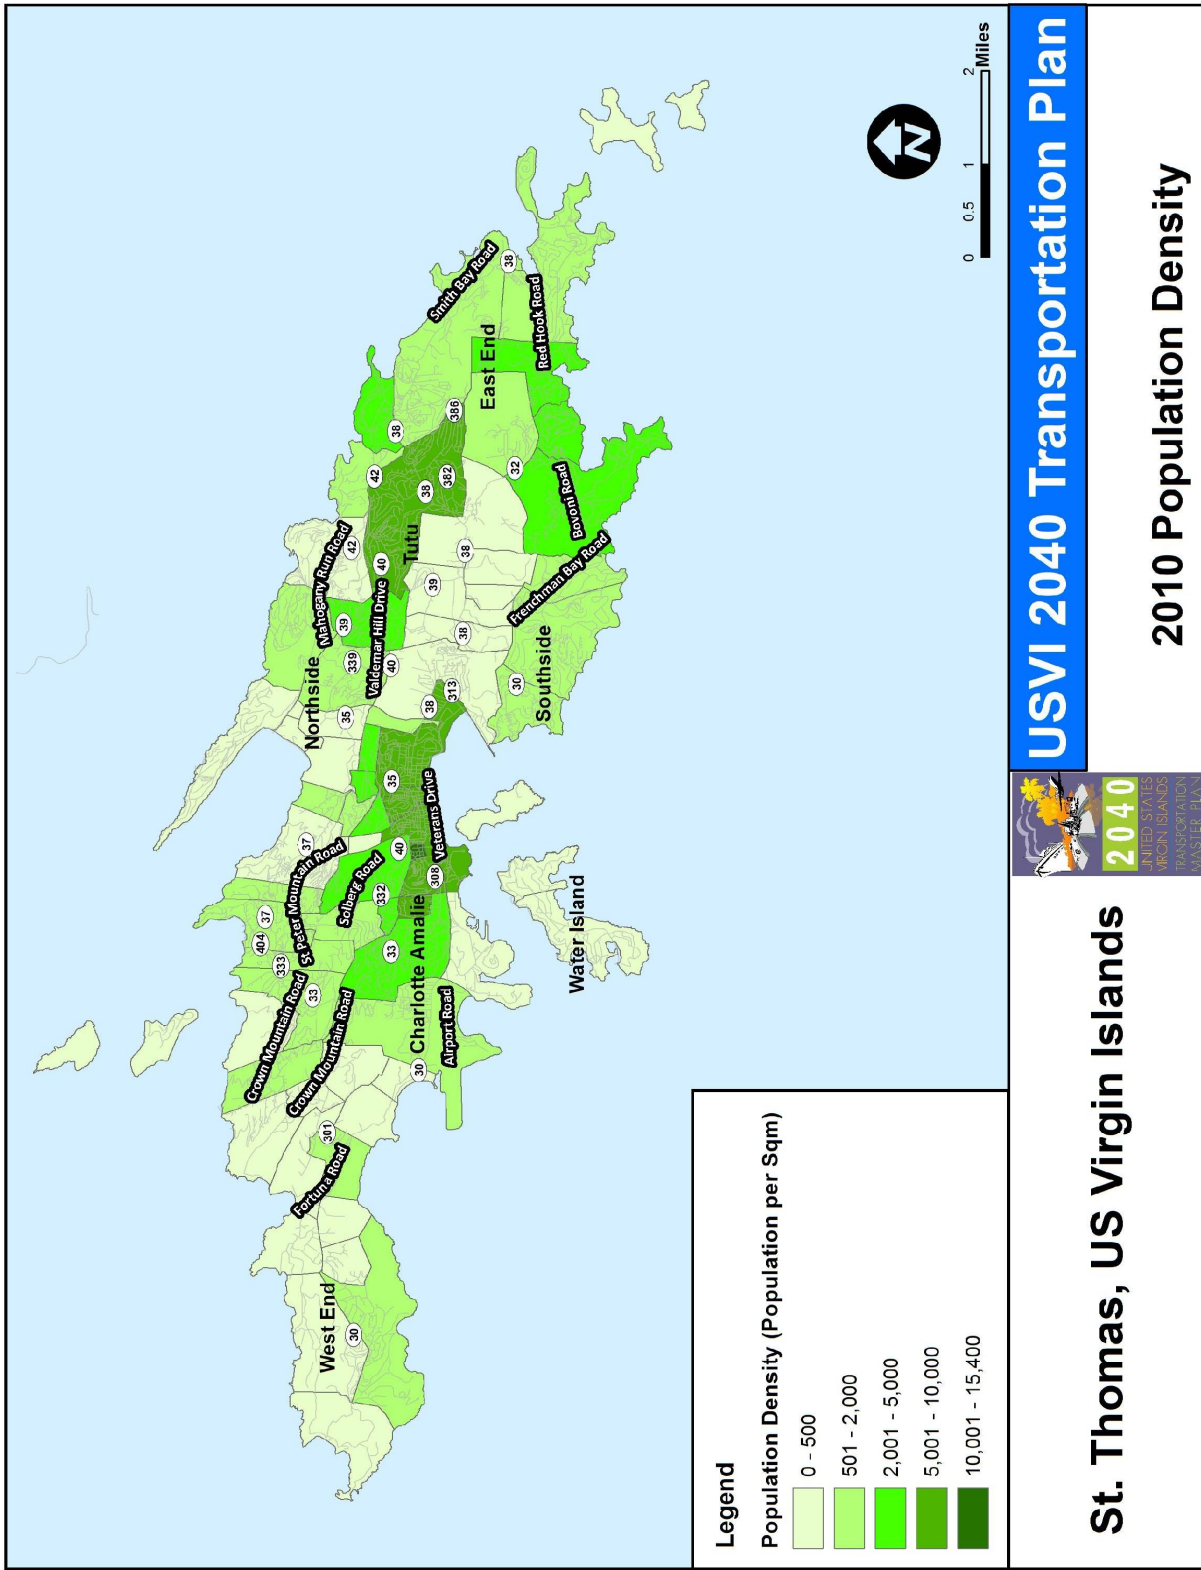 Smith Bay Road
38
Red Hook Road
East End
386
38
42
382
38
32
Bovoni Road
Tutu
Mahogany Run Road
42
40
38
39
Frenchman Bay Road
39
Valdemar Hill Drive
38
339
40
Northside
Southside
30
35
313
38
35
Veterans Drive
37
St Peter Mountain Road
40
Solberg Road
308
332
37
404
333
33
33
Charlotte Amalie
Water Island
Crown Mountain Road
Crown Mountain Road
Airport Road
30
301
Fortuna Road
West End
30
N
0 0.5 1 2
Miles
Legend
Population Density (Population per Sqm)
0 - 500
501 - 2,000
2,001 - 5,000
5,001 - 10,000
10,001 - 15,400
St. Thomas, US Virgin Islands
2040
UNITED STATES
VIRGIN ISLANDS
TRANSPORTATION
MASTER PLAN
USVI 2040 Transportation Plan
2010 Population Density